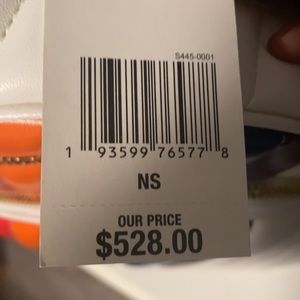 S445-0001
1 93599 76577 8
NS
OUR PRICE
$528.00